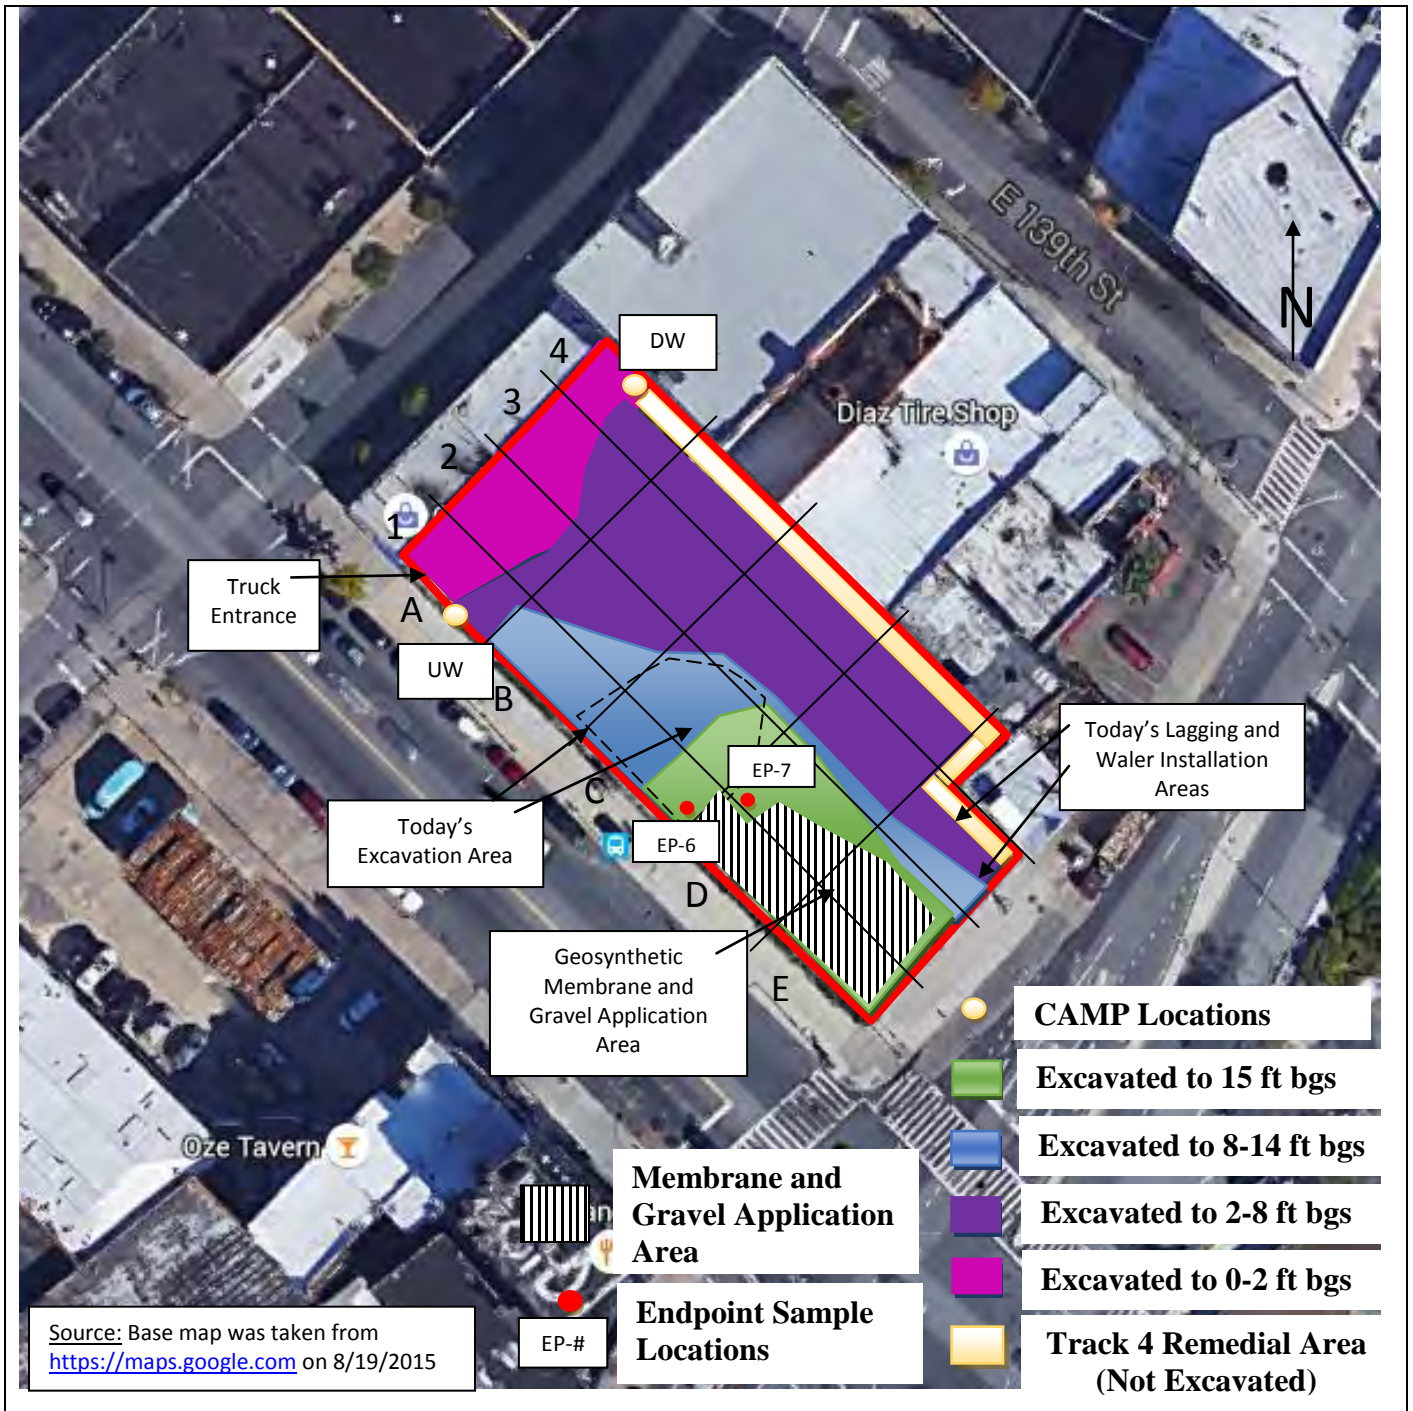 E 139th St
N
DW
4
3
2
1
Diaz Tire Shop
Truck
Entrance
A
UW
B
Today's Lagging and
Waler Installation
Areas
EP-7
C
Today's
Excavation Area
EP-6
D
Geosynthetic
Membrane and
Gravel Application
Area
E
CAMP Locations
Excavated to 15 ft bgs
Excavated to 8-14 ft bgs
Excavated to 2-8 ft bgs
Excavated to 0-2 ft bgs
Track 4 Remedial Area
(Not Excavated)
Oze Tavern
Membrane and
Gravel Application
Area
EP-#
Endpoint Sample
Locations
Source: Base map was taken from
https://maps.google.com on 8/19/2015